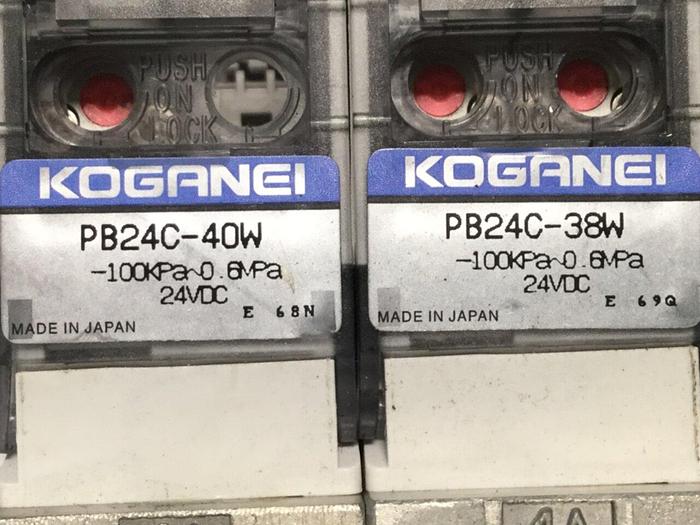 PUSH
ON
LOCK
KOGANEI
PB24C-40W
-100KPa~0.6MPa
24VDC
E 68N
MADE IN JAPAN
PUSH
ON
LOCK
KOGANEI
PB24C-38W
-100KPa~0.6MPa
24VDC
E 69Q
MADE IN JAPAN
4A